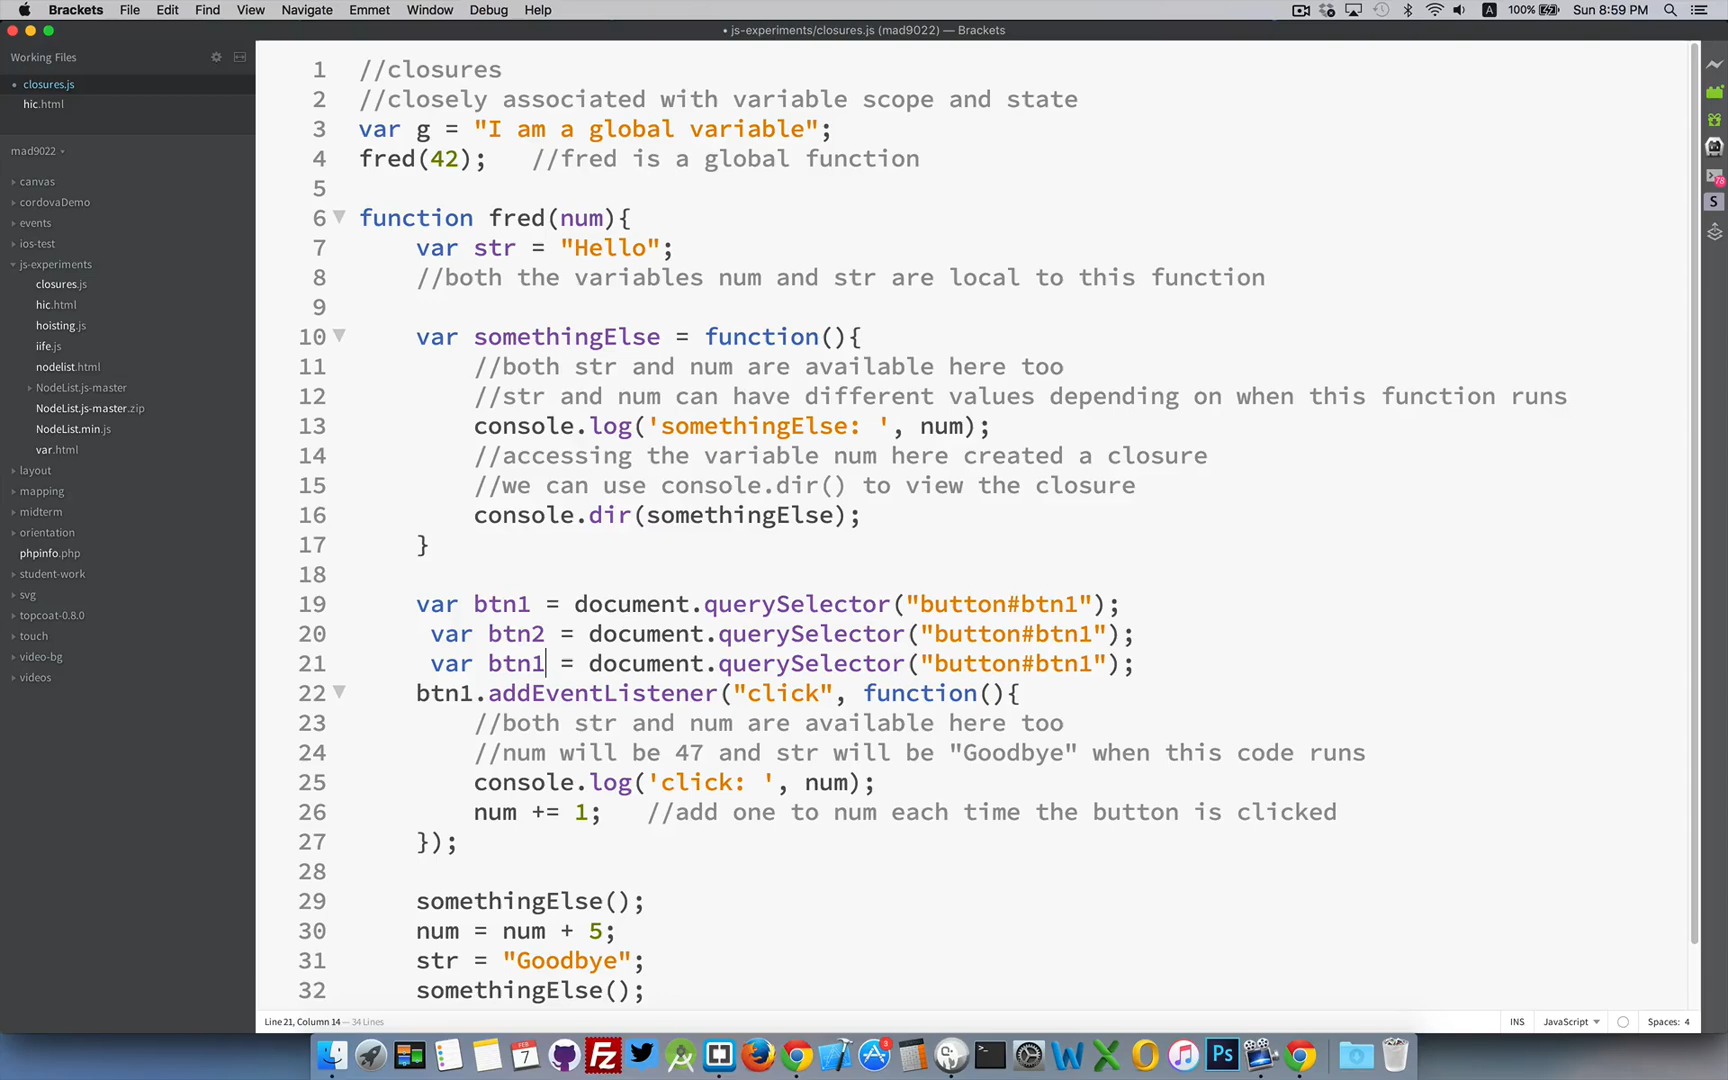 Brackets File Edit Find View Navigate Emmet Window Debug Help 100% Sun 8:59 PM
• js-experiments/closures.js (mad9022) — Brackets
Working Files
closures.js
hic.html
mad9022
canvas
cordovaDemo
events
ios-test
js-experiments
closures.js
hic.html
hoisting.js
iife.js
nodelist.html
NodeList.js-master
NodeList.js-master.zip
NodeList.min.js
var.html
layout
mapping
midterm
orientation
phpinfo.php
student-work
svg
topcoat-0.8.0
touch
video-bg
videos
1 //closures
2 //closely associated with variable scope and state
3 var g = "I am a global variable";
4 fred(42);   //fred is a global function
5
6 function fred(num){
7     var str = "Hello";
8     //both the variables num and str are local to this function
9
10     var somethingElse = function(){
11         //both str and num are available here too
12         //str and num can have different values depending on when this function runs
13         console.log('somethingElse: ', num);
14         //accessing the variable num here created a closure
15         //we can use console.dir() to view the closure
16         console.dir(somethingElse);
17     }
18
19     var btn1 = document.querySelector("button#btn1");
20      var btn2 = document.querySelector("button#btn1");
21      var btn1 = document.querySelector("button#btn1");
22     btn1.addEventListener("click", function(){
23         //both str and num are available here too
24         //num will be 47 and str will be "Goodbye" when this code runs
25         console.log('click: ', num);
26         num += 1;   //add one to num each time the button is clicked
27     });
28
29     somethingElse();
30     num = num + 5;
31     str = "Goodbye";
32     somethingElse();
Line 21, Column 14 — 34 Lines
INS JavaScript Spaces: 4
78
S
FEB
7
3
Ps